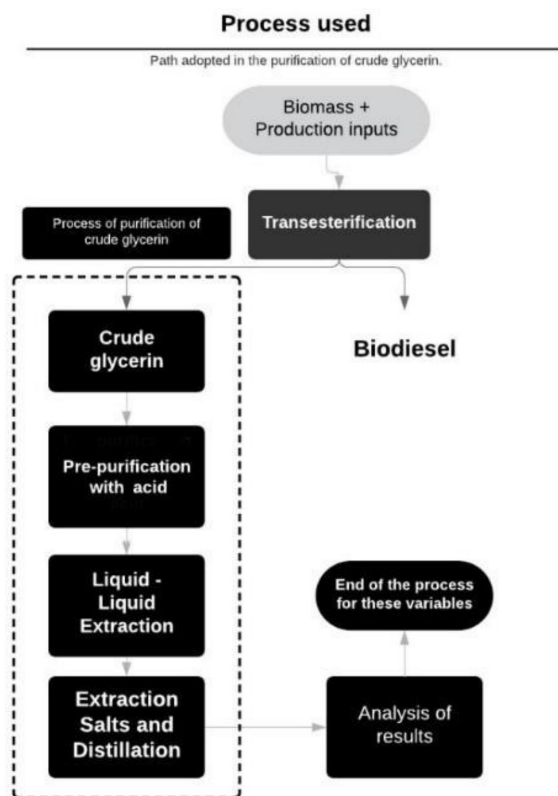 Process used
Path adopted in the purification of crude glycerin.
Biomass +
Production inputs
Process of purification of
crude glycerin
Transesterification
Crude
glycerin
Biodiesel
Pre-purification
with acid
Liquid -
Liquid
Extraction
End of the process
for these variables
Extraction
Salts and
Distillation
Analysis of
results